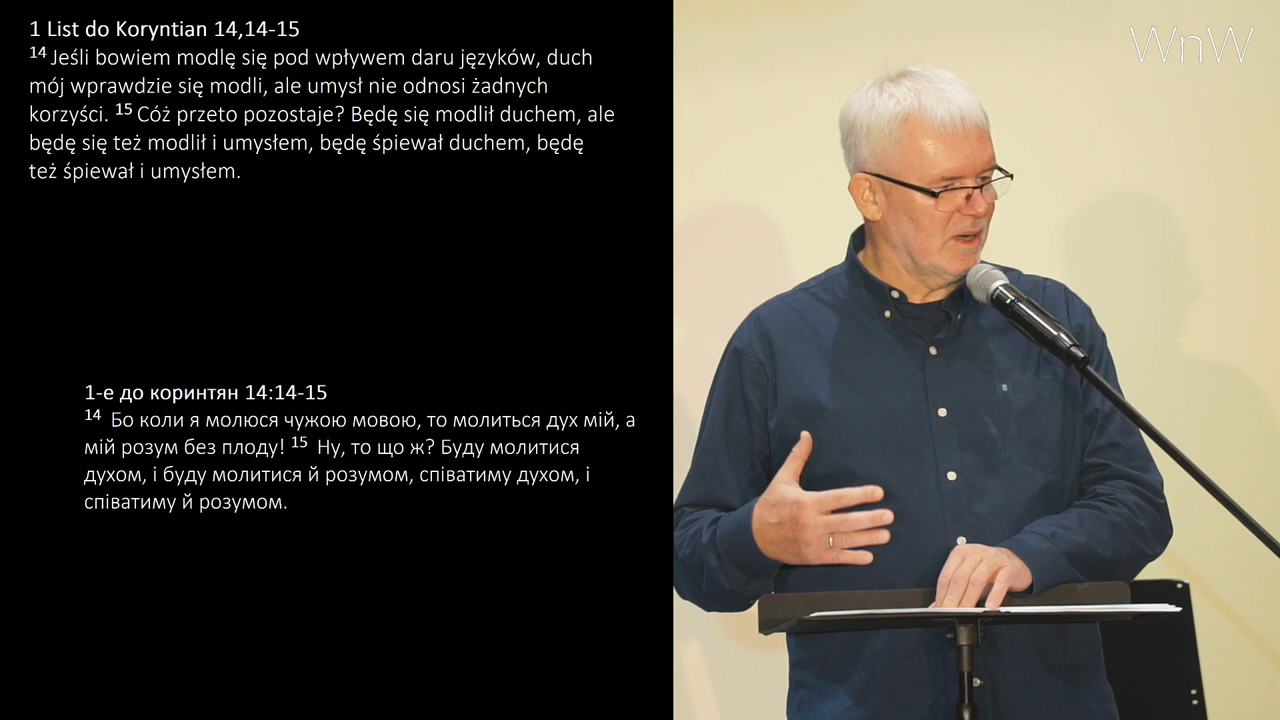 1 List do Koryntian 14,14-15
14 Jeśli bowiem modlę się pod wpływem daru języków, duch
mój wprawdzie się modli, ale umysł nie odnosi żadnych
korzyści. 15 Cóż przeto pozostaje? Będę się modlił duchem, ale
będę się też modlił i umysłem, będę śpiewał duchem, będę
też śpiewał i umysłem.
1-е до коринтян 14:14-15
14 Бо коли я молюся чужою мовою, то молиться дух мій, а
мій розум без плоду! 15 Ну, то що ж? Буду молитися
духом, і буду молитися й розумом, співатиму духом, і
співатиму й розумом.
WnW